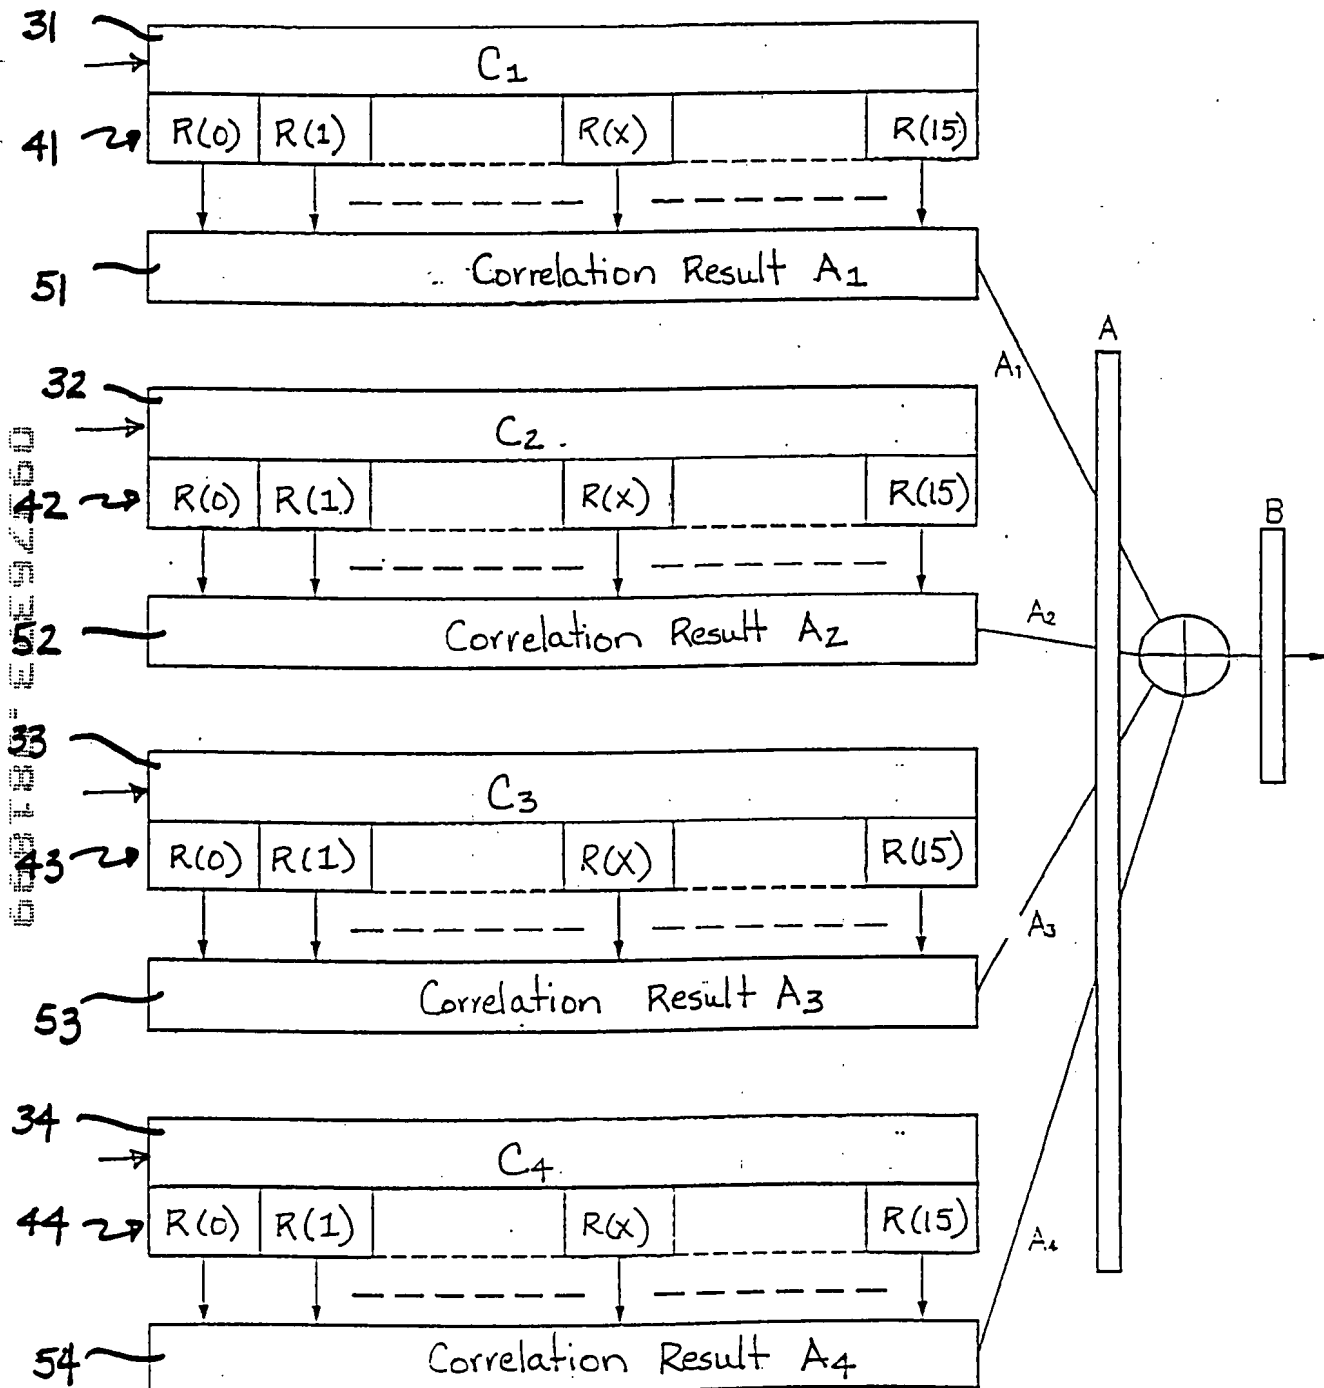 31
C1
41 R(0) R(1) R(x) R(15)
51 Correlation Result A1
A1
A
32
C2
42 R(0) R(1) R(x) R(15)
B
52 Correlation Result A2
A2
33
C3
43 R(0) R(1) R(x) R(15)
A3
53 Correlation Result A3
34
C4
44 R(0) R(1) R(x) R(15)
A4
54 Correlation Result A4